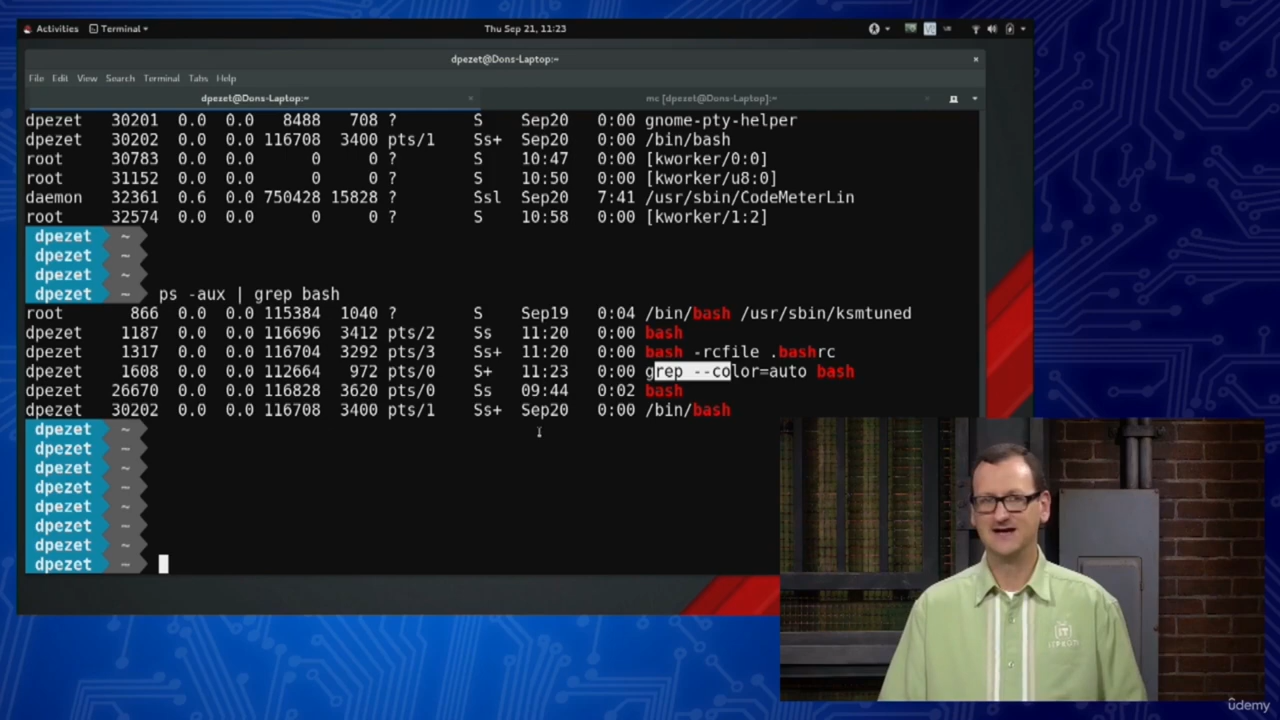 Activities Terminal Thu Sep 21, 11:23
dpezet@Dons-Laptop:~
File Edit View Search Terminal Tabs Help
dpezet@Dons-Laptop:~ mc [dpezet@Dons-Laptop]:~
dpezet 30201 0.0 0.0 8488 708 ? S Sep20 0:00 gnome-pty-helper
dpezet 30202 0.0 0.0 116708 3400 pts/1 Ss+ Sep20 0:00 /bin/bash
root 30783 0.0 0.0 0 0 ? S 10:47 0:00 [kworker/0:0]
root 31152 0.0 0.0 0 0 ? S 10:50 0:00 [kworker/u8:0]
daemon 32361 0.6 0.0 750428 15828 ? Ssl Sep20 7:41 /usr/sbin/CodeMeterLin
root 32574 0.0 0.0 0 0 ? S 10:58 0:00 [kworker/1:2]
dpezet ~
dpezet ~
dpezet ~
dpezet ~ ps -aux | grep bash
root 866 0.0 0.0 115384 1040 ? S Sep19 0:04 /bin/bash /usr/sbin/ksmtuned
dpezet 1187 0.0 0.0 116696 3412 pts/2 Ss 11:20 0:00 bash
dpezet 1317 0.0 0.0 116704 3292 pts/3 Ss+ 11:20 0:00 bash -rcfile .bashrc
dpezet 1608 0.0 0.0 112664 972 pts/0 S+ 11:23 0:00 grep --color=auto bash
dpezet 26670 0.0 0.0 116828 3620 pts/0 Ss 09:44 0:02 bash
dpezet 30202 0.0 0.0 116708 3400 pts/1 Ss+ Sep20 0:00 /bin/bash
dpezet ~
dpezet ~
dpezet ~
dpezet ~
dpezet ~
dpezet ~
dpezet ~
dpezet ~
IT
ITPRO.TV
udemy